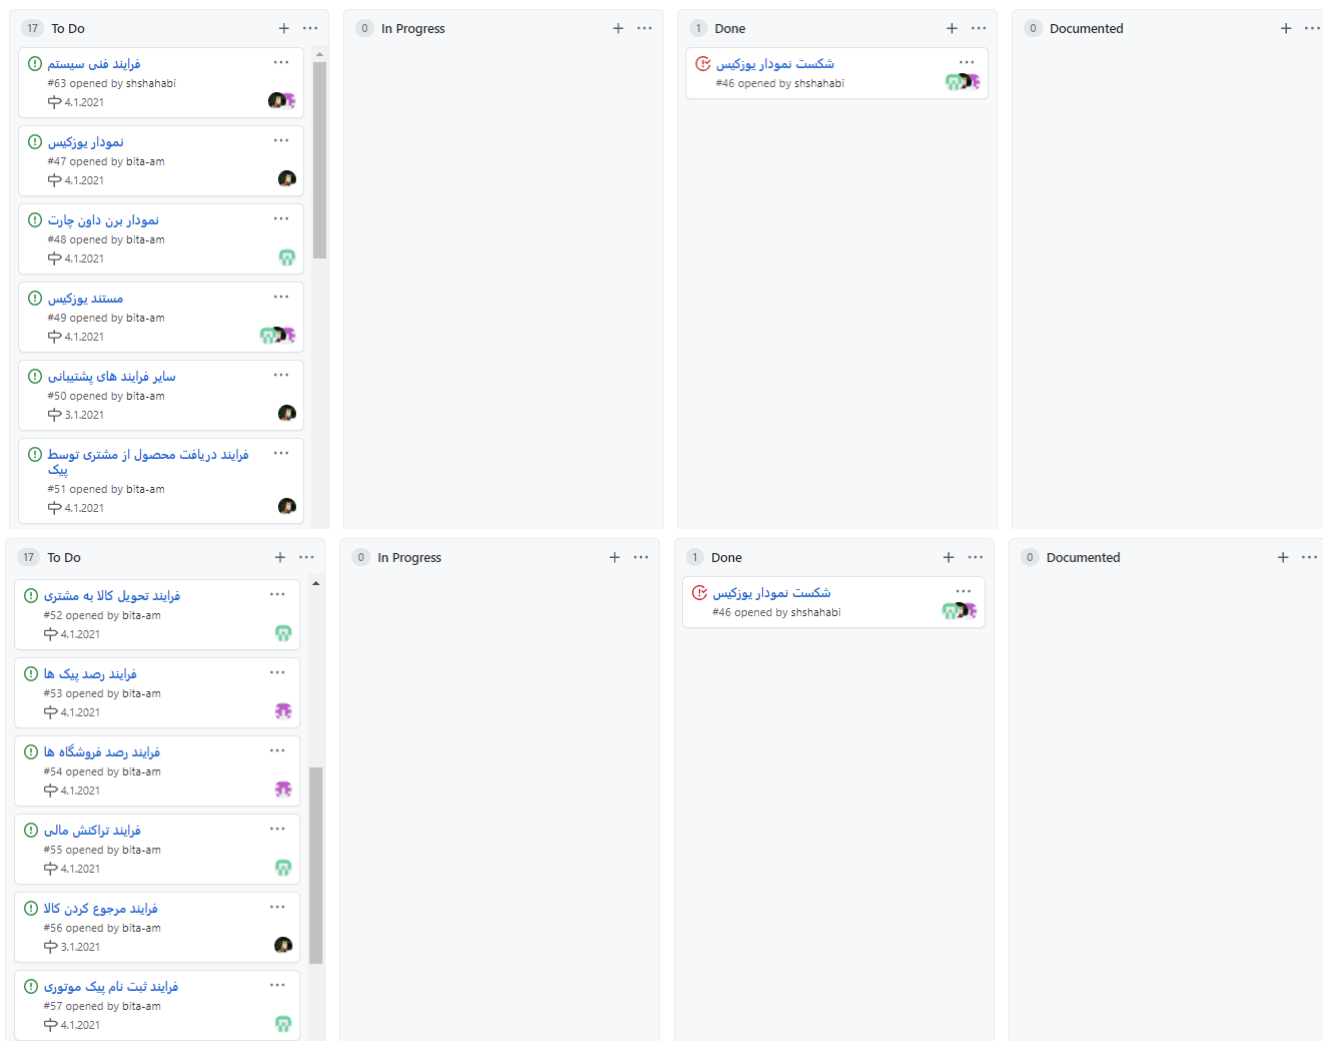 17 To Do
فرایند فنی سیستم
#63 opened by shshahabi
4.1.2021
نمودار یوزکیس
#47 opened by bita-am
4.1.2021
نمودار برن داون چارت
#48 opened by bita-am
4.1.2021
مستند یوزکیس
#49 opened by bita-am
4.1.2021
سایر فرایند های پشتیبانی
#50 opened by bita-am
3.1.2021
فرایند دریافت محصول از مشتری توسط
پیک
#51 opened by bita-am
4.1.2021
0 In Progress
1 Done
شکست نمودار یوزکیس
#46 opened by shshahabi
0 Documented
17 To Do
فرایند تحویل کالا به مشتری
#52 opened by bita-am
4.1.2021
فرایند رصد پیک ها
#53 opened by bita-am
4.1.2021
فرایند رصد فروشگاه ها
#54 opened by bita-am
4.1.2021
فرایند تراکنش مالی
#55 opened by bita-am
4.1.2021
فرایند مرجوع کردن کالا
#56 opened by bita-am
3.1.2021
فرایند ثبت نام پیک موتوری
#57 opened by bita-am
4.1.2021
0 In Progress
1 Done
شکست نمودار یوزکیس
#46 opened by shshahabi
0 Documented